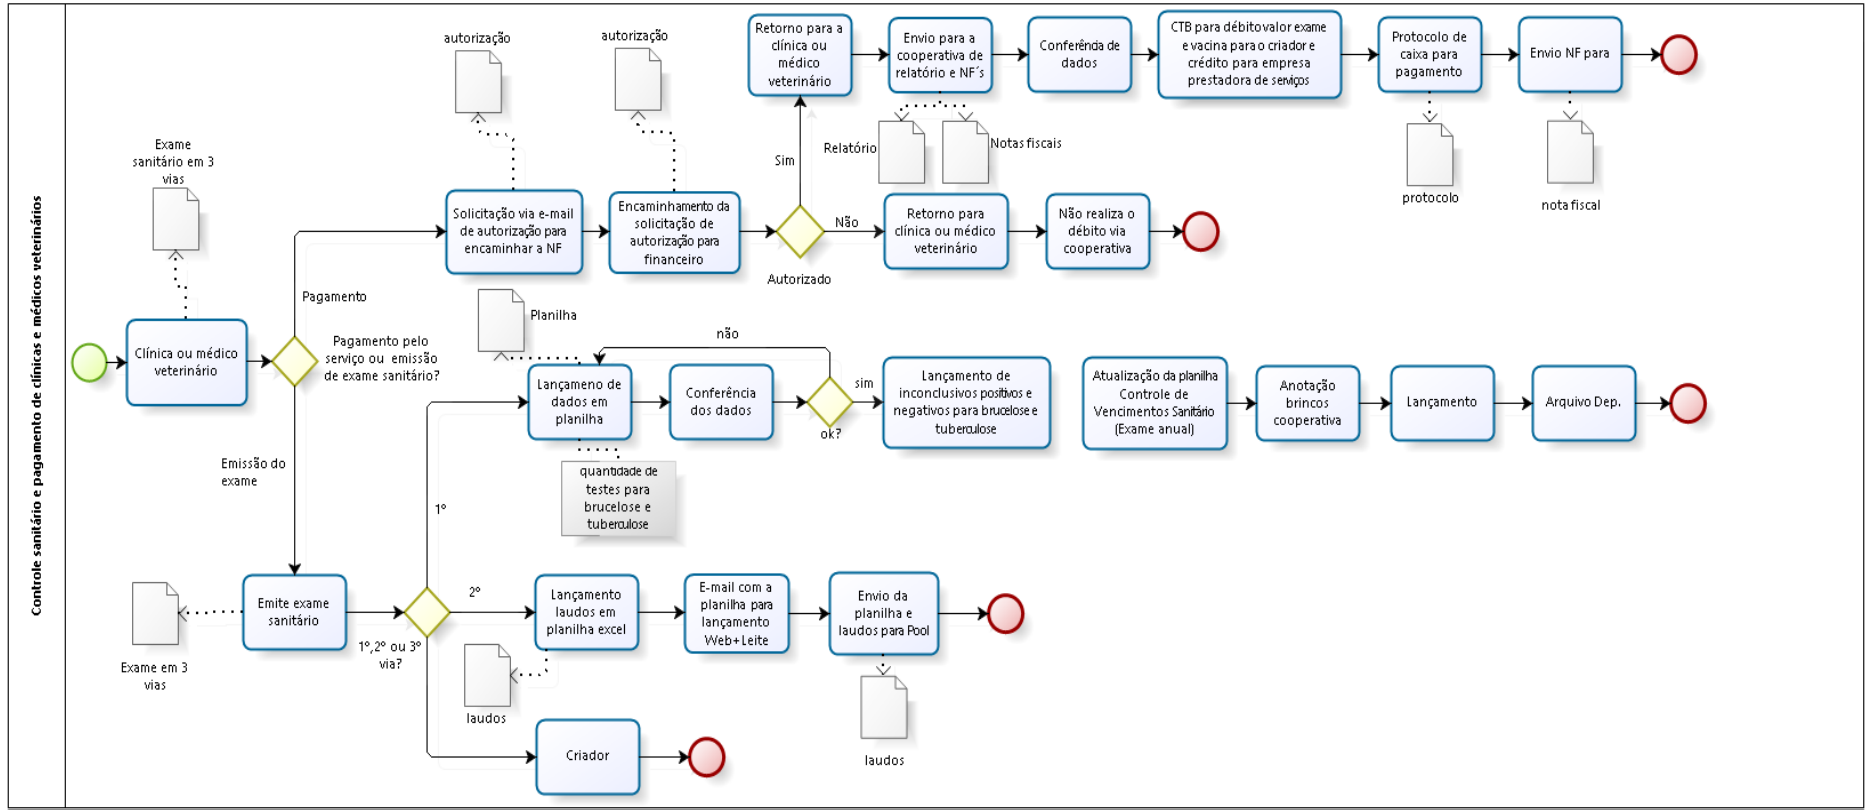 Controle sanitário e pagamento de clínicas e médicos veterinários
Exame
sanitário em 3
vias
Clínica ou médico
veterinário
Pagamento
Pagamento pelo
serviço ou emissão
de exame sanitário?
Emissão do
exame
autorização
Solicitação via e-mail
de autorização para
encaminhar a NF
autorização
Encaminhamento da
solicitação de
autorização para
financeiro
Autorizado
Sim
Retorno para a
clínica ou
médico
veterinário
Envio para a
cooperativa de
relatório e NF´s
Relatório
Notas fiscais
Conferência de
dados
CTB para débito valor exame
e vacina para o criador e
crédito para empresa
prestadora de serviços
Protocolo de
caixa para
pagamento
protocolo
Envio NF para
nota fiscal
Não
Retorno para
clínica ou médico
veterinário
Não realiza o
débito via
cooperativa
Planilha
Lançameno de
dados em
planilha
quantidade de
testes para
brucelose e
tuberculose
Conferência
dos dados
não
ok?
sim
Lançamento de
inconclusivos positivos e
negativos para brucelose e
tuberculose
Atualização da planilha
Controle de
Vencimentos Sanitário
(Exame anual)
Anotação
brincos
cooperativa
Lançamento
Arquivo Dep.
Emite exame
sanitário
Exame em 3
vias
1º,2º ou 3º
via?
1º
2º
Lançamento
laudos em
planilha excel
laudos
E-mail com a
planilha para
lançamento
Web+Leite
Envio da
planilha e
laudos para Pool
laudos
Criador